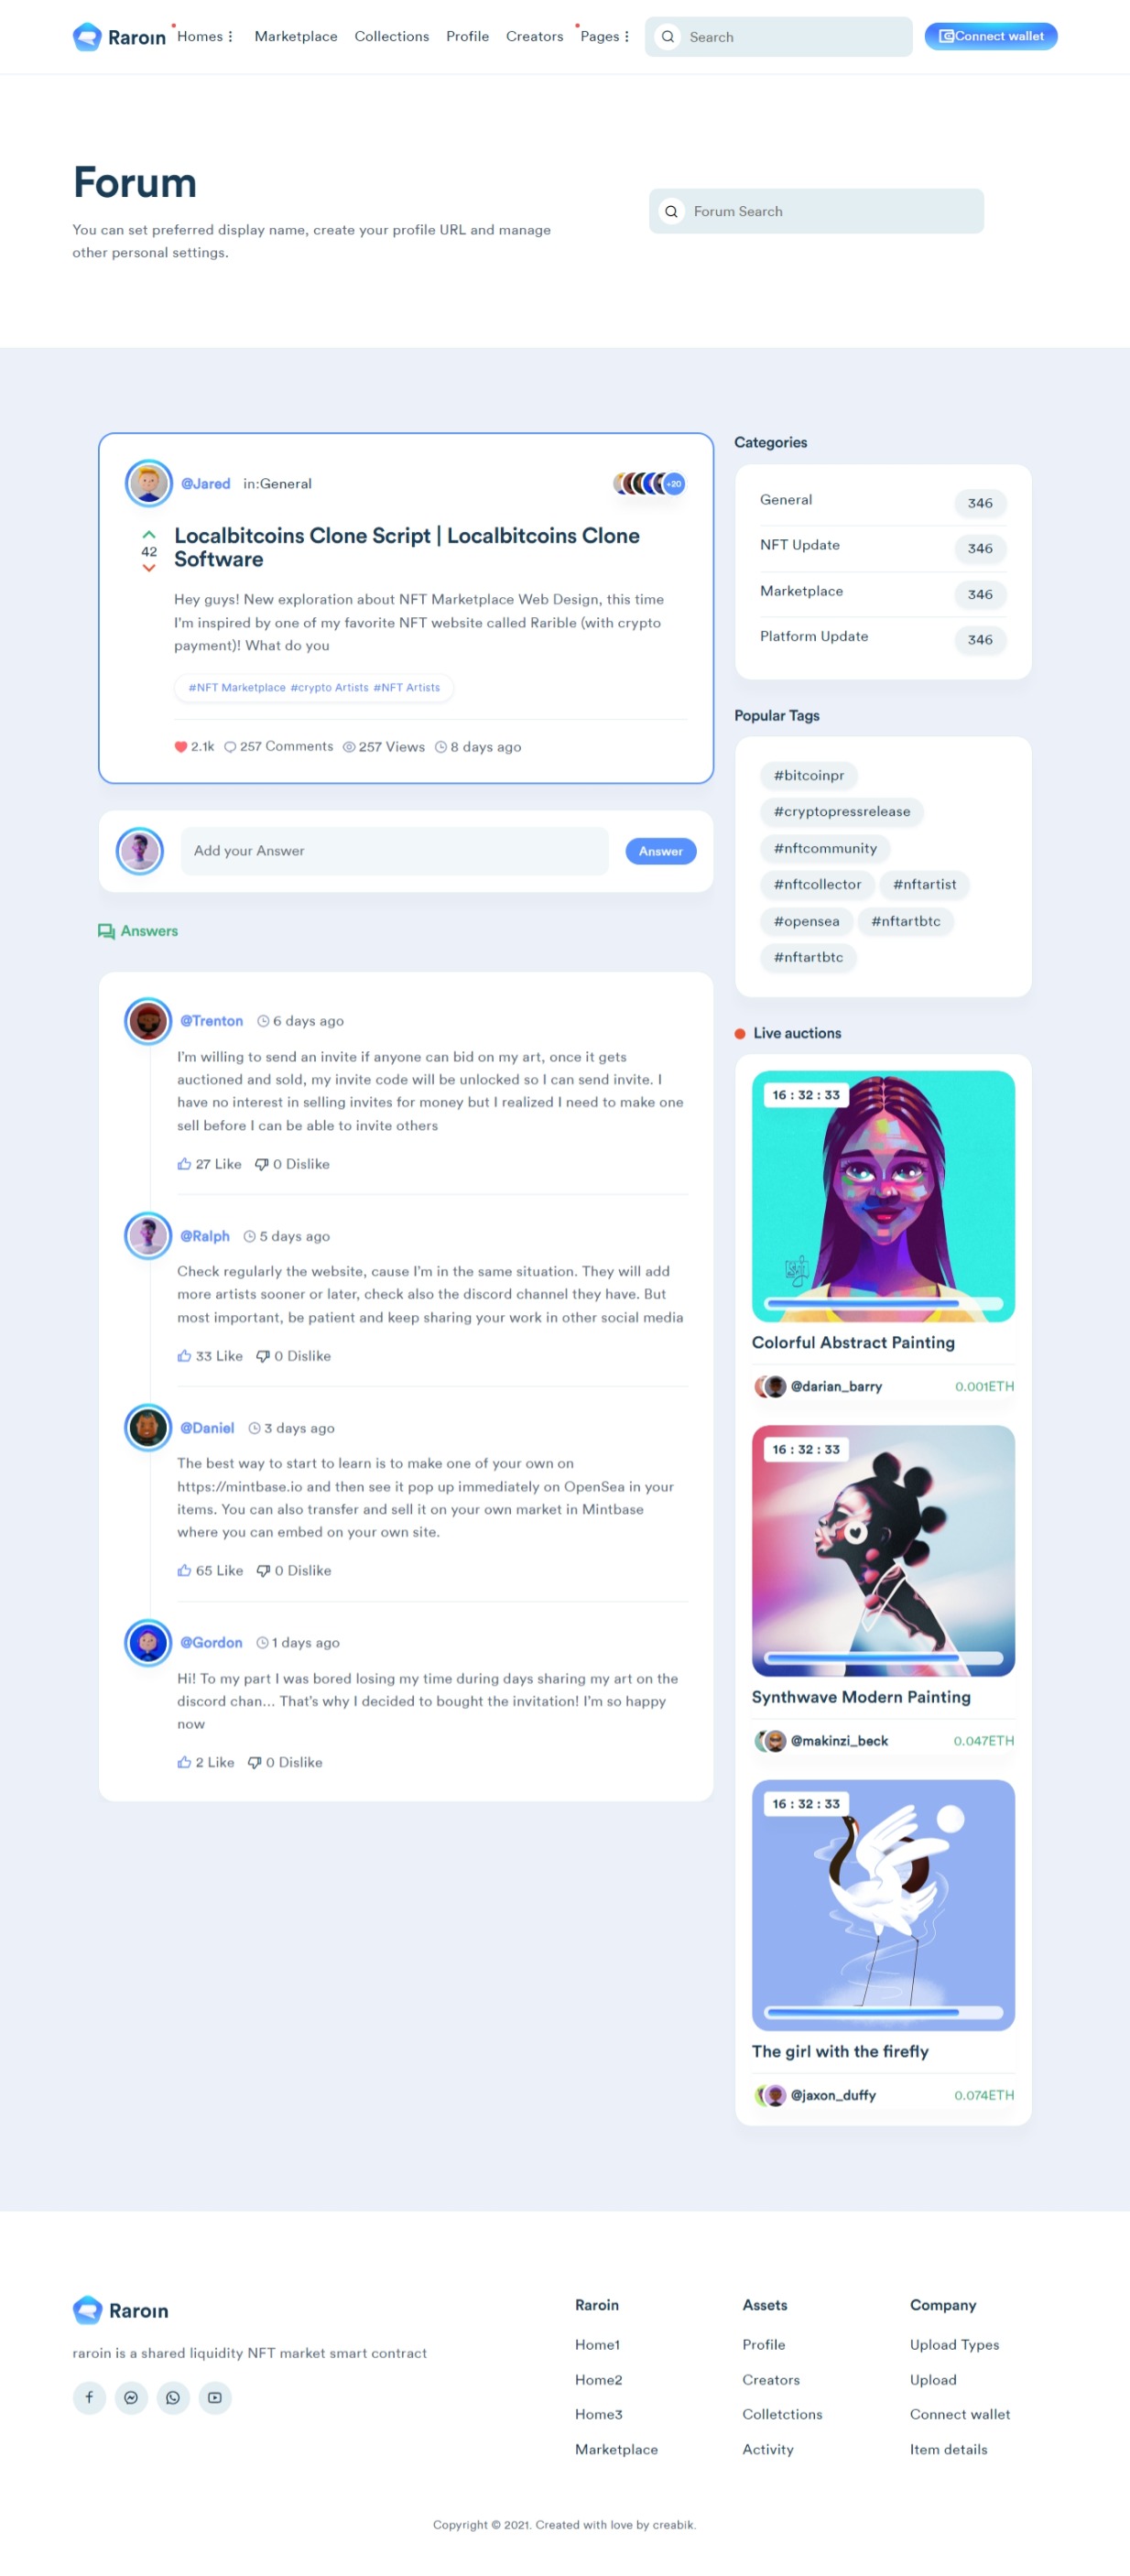 Raroin
Homes
Marketplace
Collections
Profile
Creators
Pages
Search
Connect wallet
Forum
You can set preferred display name, create your profile URL and manage
other personal settings.
Forum Search
@Jared in:General
+20
42
Localbitcoins Clone Script | Localbitcoins Clone
Software
Hey guys! New exploration about NFT Marketplace Web Design, this time
I'm inspired by one of my favorite NFT website called Rarible (with crypto
payment)! What do you
#NFT Marketplace #crypto Artists #NFT Artists
2.1k 257 Comments 257 Views 8 days ago
Add your Answer
Answer
Answers
@Trenton 6 days ago
I'm willing to send an invite if anyone can bid on my art, once it gets
auctioned and sold, my invite code will be unlocked so I can send invite. I
have no interest in selling invites for money but I realized I need to make one
sell before I can be able to invite others
27 Like 0 Dislike
@Ralph 5 days ago
Check regularly the website, cause I'm in the same situation. They will add
more artists sooner or later, check also the discord channel they have. But
most important, be patient and keep sharing your work in other social media
33 Like 0 Dislike
@Daniel 3 days ago
The best way to start to learn is to make one of your own on
https://mintbase.io and then see it pop up immediately on OpenSea in your
items. You can also transfer and sell it on your own market in Mintbase
where you can embed on your own site.
65 Like 0 Dislike
@Gordon 1 days ago
Hi! To my part I was bored losing my time during days sharing my art on the
discord chan... That's why I decided to bought the invitation! I'm so happy
now
2 Like 0 Dislike
Categories
General 346
NFT Update 346
Marketplace 346
Platform Update 346
Popular Tags
#bitcoinpr
#cryptopressrelease
#nftcommunity
#nftcollector #nftartist
#opensea #nftartbtc
#nftartbtc
Live auctions
16 : 32 : 33
Colorful Abstract Painting
@darian_barry 0.001ETH
16 : 32 : 33
Synthwave Modern Painting
@makinzi_beck 0.047ETH
16 : 32 : 33
The girl with the firefly
@jaxon_duffy 0.074ETH
Raroin
raroin is a shared liquidity NFT market smart contract
Raroin
Home1
Home2
Home3
Marketplace
Assets
Profile
Creators
Colletctions
Activity
Company
Upload Types
Upload
Connect wallet
Item details
Copyright © 2021. Created with love by creabik.